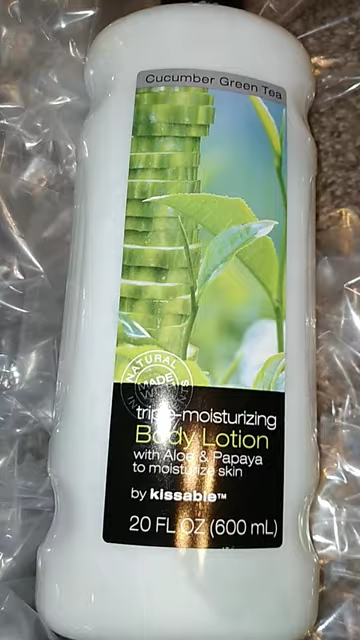 Cucumber Green Tea
NATURAL
MADE
triple-moisturizing
Body Lotion
with Aloe & Papaya
to moisturize skin
by kissable™
20 FL OZ (600 mL)